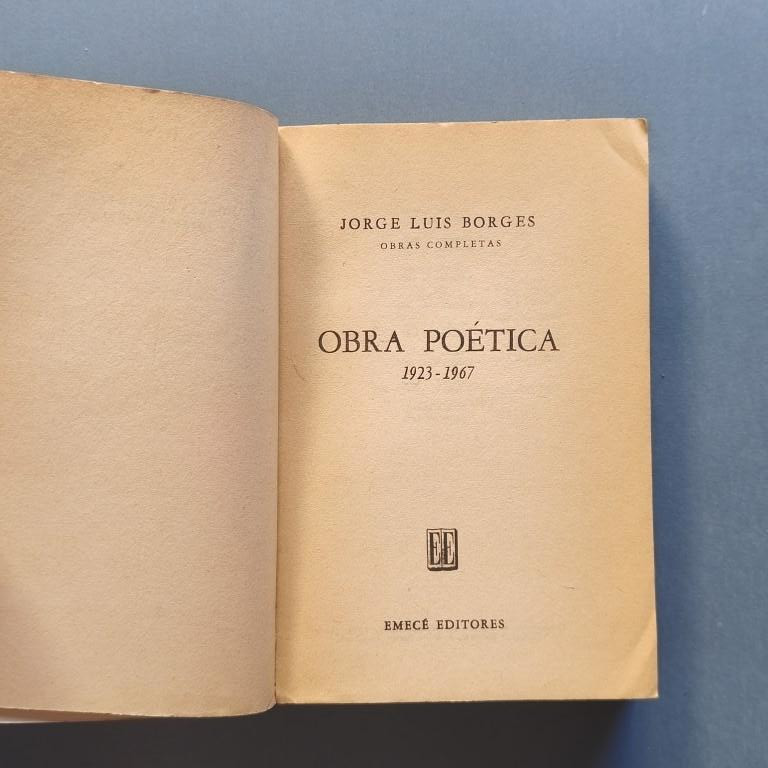 JORGE LUIS BORGES
OBRAS COMPLETAS
OBRA POÉTICA
1923-1967
EE
EMECÉ EDITORES